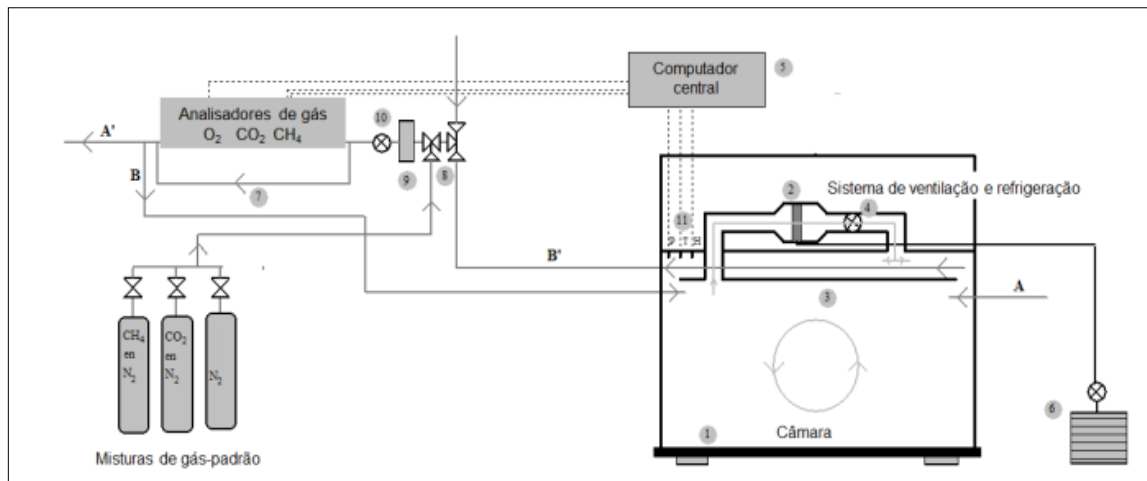 Computador
central
5
Analisadores de gás
O2 CO2 CH4
10
A'
B
7
9
8
2
Sistema de ventilação e refrigeração
4
11
P T H
B'
A
3
CH4
en
N2
CO2
en
N2
N2
6
1
Câmara
Misturas de gás-padrão